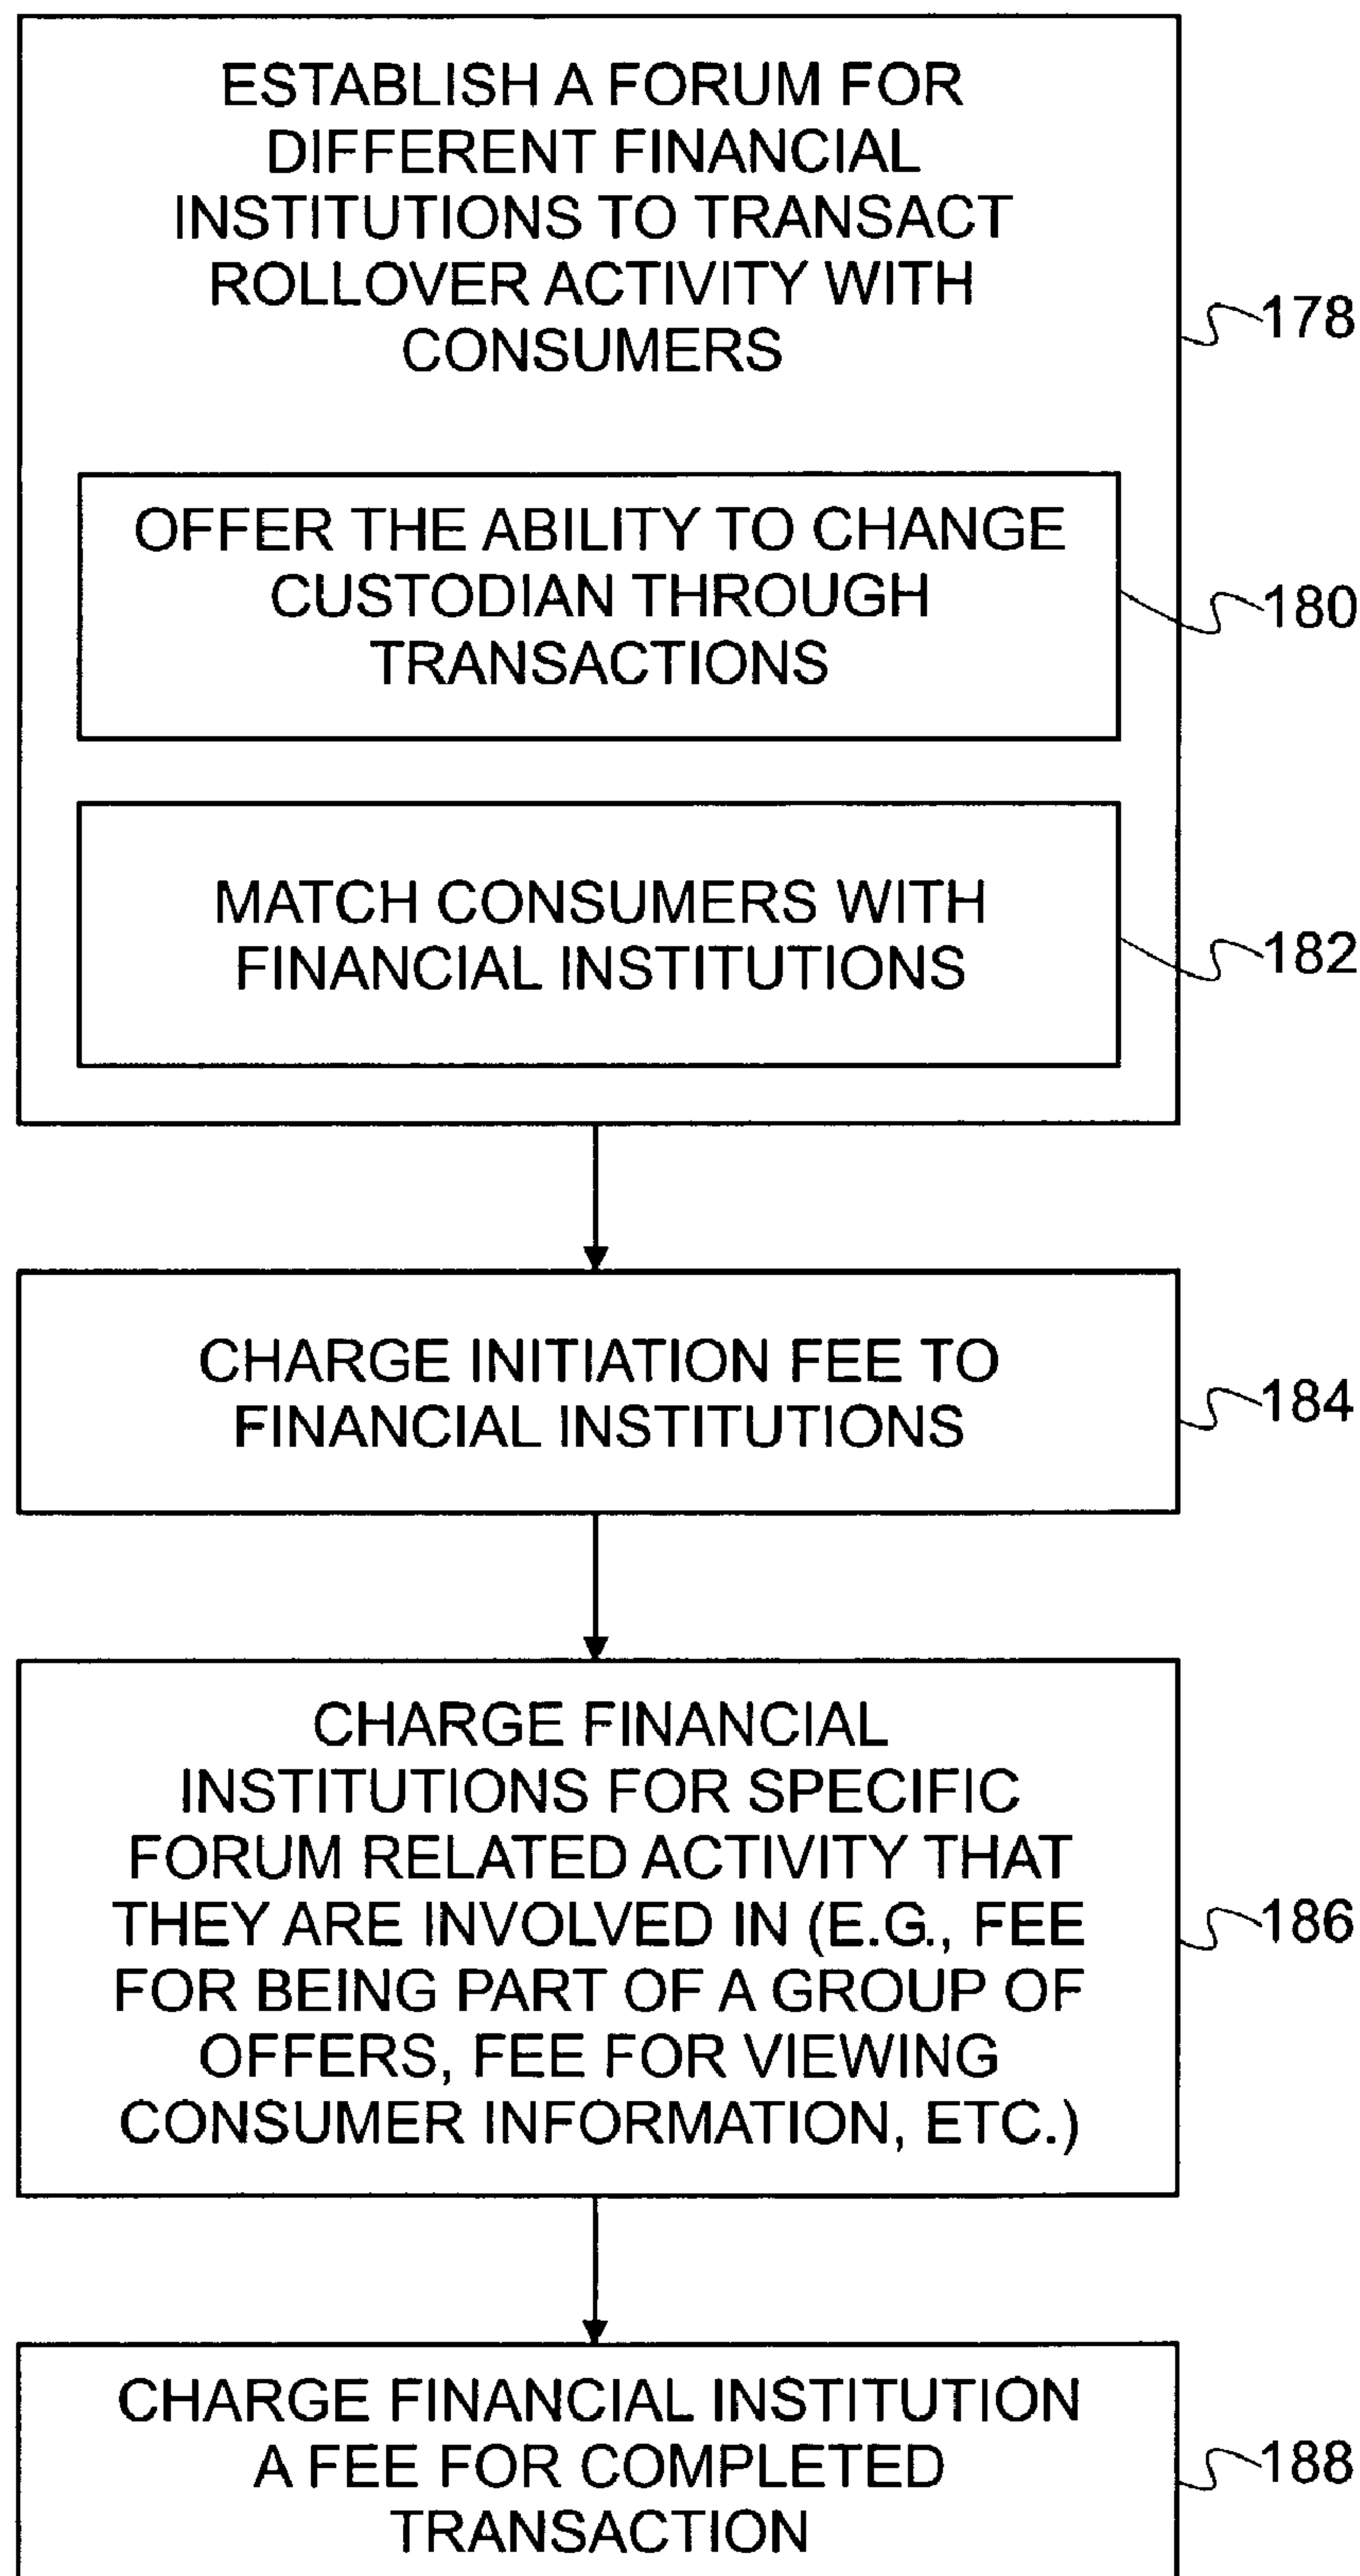 ESTABLISH A FORUM FOR
DIFFERENT FINANCIAL
INSTITUTIONS TO TRANSACT
ROLLOVER ACTIVITY WITH
CONSUMERS
178
OFFER THE ABILITY TO CHANGE
CUSTODIAN THROUGH
TRANSACTIONS
180
MATCH CONSUMERS WITH
FINANCIAL INSTITUTIONS
182
CHARGE INITIATION FEE TO
FINANCIAL INSTITUTIONS
184
CHARGE FINANCIAL
INSTITUTIONS FOR SPECIFIC
FORUM RELATED ACTIVITY THAT
THEY ARE INVOLVED IN (E.G., FEE
FOR BEING PART OF A GROUP OF
OFFERS, FEE FOR VIEWING
CONSUMER INFORMATION, ETC.)
186
CHARGE FINANCIAL INSTITUTION
A FEE FOR COMPLETED
TRANSACTION
188